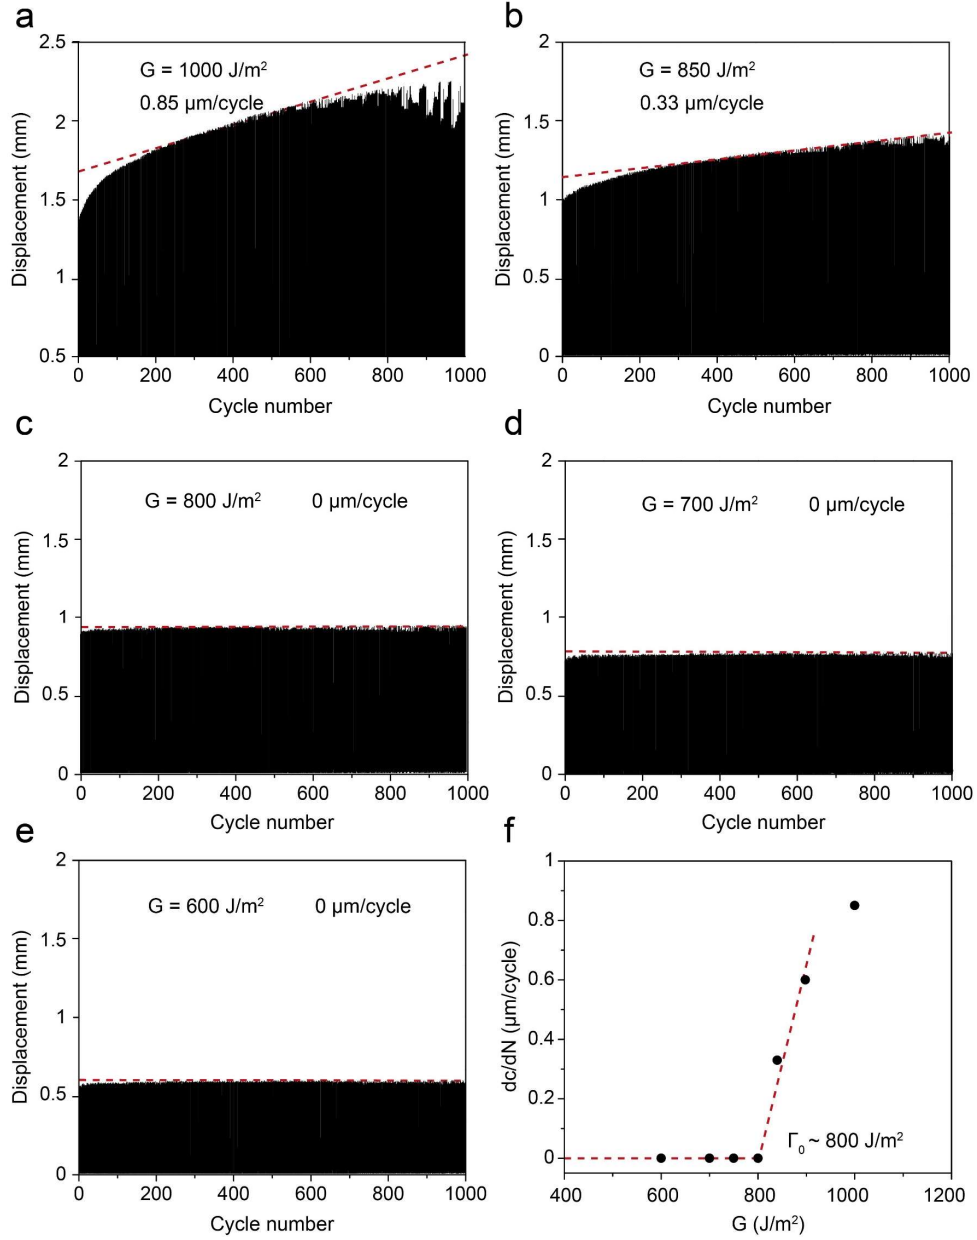 a
2.5
2
1.5
1
0.5
Displacement (mm)
G = 1000 J/m²
0.85 μm/cycle
0 200 400 600 800 1000
Cycle number
b
2
1.5
1
0.5
0
Displacement (mm)
G = 850 J/m²
0.33 μm/cycle
0 200 400 600 800 1000
Cycle number
c
2
1.5
1
0.5
0
Displacement (mm)
G = 800 J/m² 0 μm/cycle
0 200 400 600 800 1000
Cycle number
d
2
1.5
1
0.5
0
Displacement (mm)
G = 700 J/m² 0 μm/cycle
0 200 400 600 800 1000
Cycle number
e
2
1.5
1
0.5
0
Displacement (mm)
G = 600 J/m² 0 μm/cycle
0 200 400 600 800 1000
Cycle number
f
1
0.8
0.6
0.4
0.2
0
dc/dN (μm/cycle)
Γ₀ ~ 800 J/m²
400 600 800 1000 1200
G (J/m²)